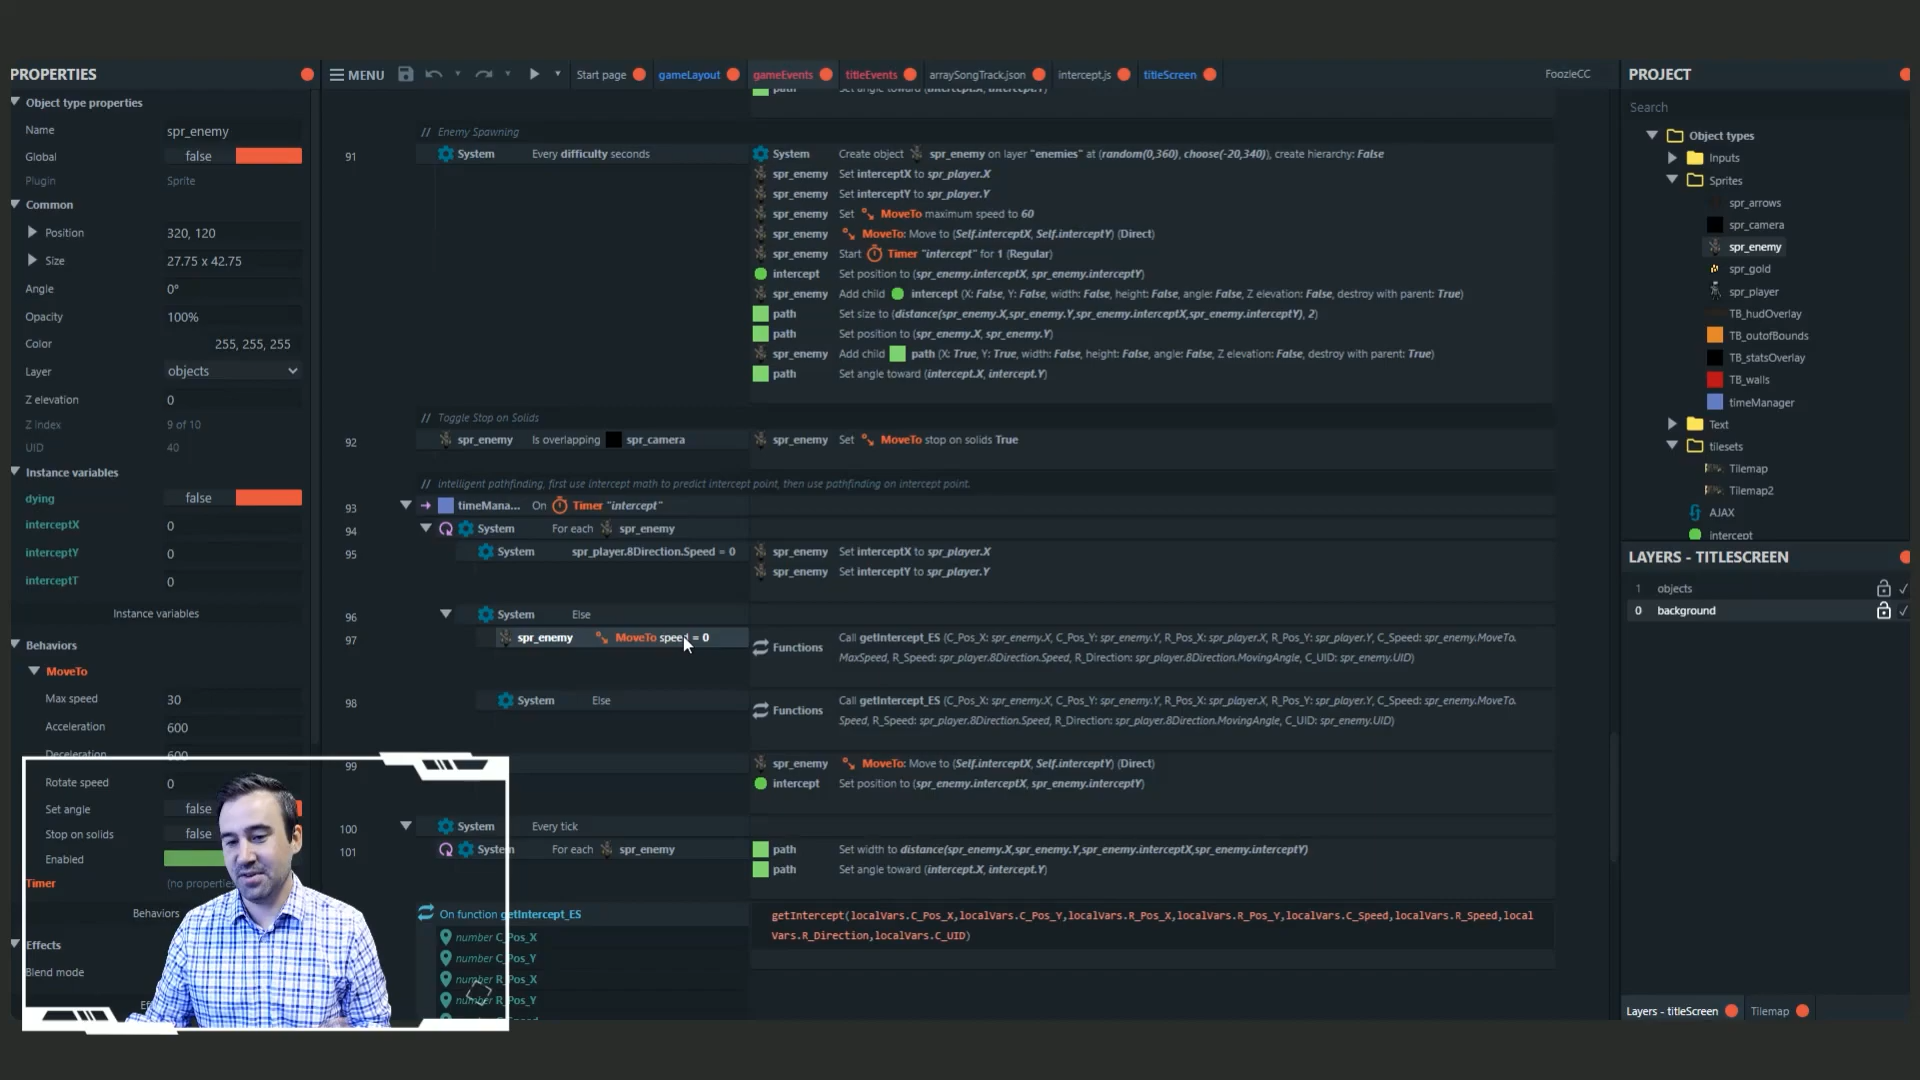 PROPERTIES
Object type properties
Name spr_enemy
Global false
Plugin Sprite
Common
Position 320, 120
Size 27.75 x 42.75
Angle 0°
Opacity 100%
Color 255, 255, 255
Layer objects
Z elevation 0
Z index 9 of 10
UID 40
Instance variables
dying false
interceptX 0
interceptY 0
interceptT 0
Instance variables
Behaviors
MoveTo
Max speed 30
Acceleration 600
Deceleration 600
Rotate speed 0
Set angle false
Stop on solids false
Enabled
Timer (no properties
Behaviors
Effects
Blend mode
MENU Start page gameLayout gameEvents titleEvents arraySongTrack.json intercept.js titleScreen FoozleCC
path Set angle toward (intercept.X, intercept.Y)
// Enemy Spawning
91 System Every difficulty seconds System Create object spr_enemy on layer "enemies" at (random(0,360), choose(-20,340)), create hierarchy: False
spr_enemy Set interceptX to spr_player.X
spr_enemy Set interceptY to spr_player.Y
spr_enemy Set MoveTo maximum speed to 60
spr_enemy MoveTo: Move to (Self.interceptX, Self.interceptY) (Direct)
spr_enemy Start Timer "intercept" for 1 (Regular)
intercept Set position to (spr_enemy.interceptX, spr_enemy.interceptY)
spr_enemy Add child intercept (X: False, Y: False, width: False, height: False, angle: False, Z elevation: False, destroy with parent: True)
path Set size to (distance(spr_enemy.X,spr_enemy.Y,spr_enemy.interceptX,spr_enemy.interceptY), 2)
path Set position to (spr_enemy.X, spr_enemy.Y)
spr_enemy Add child path (X: True, Y: True, width: False, height: False, angle: False, Z elevation: False, destroy with parent: True)
path Set angle toward (intercept.X, intercept.Y)
// Toggle Stop on Solids
92 spr_enemy Is overlapping spr_camera spr_enemy Set MoveTo stop on solids True
// intelligent pathfinding, first use intercept math to predict intercept point, then use pathfinding on intercept point.
93 timeMana... On Timer "intercept"
94 System For each spr_enemy
95 System spr_player.8Direction.Speed = 0 spr_enemy Set interceptX to spr_player.X
spr_enemy Set interceptY to spr_player.Y
96 System Else
97 spr_enemy MoveTo speed = 0 Functions Call getIntercept_ES (C_Pos_X: spr_enemy.X, C_Pos_Y: spr_enemy.Y, R_Pos_X: spr_player.X, R_Pos_Y: spr_player.Y, C_Speed: spr_enemy.MoveTo.
MaxSpeed, R_Speed: spr_player.8Direction.Speed, R_Direction: spr_player.8Direction.MovingAngle, C_UID: spr_enemy.UID)
98 System Else Functions Call getIntercept_ES (C_Pos_X: spr_enemy.X, C_Pos_Y: spr_enemy.Y, R_Pos_X: spr_player.X, R_Pos_Y: spr_player.Y, C_Speed: spr_enemy.MoveTo.
Speed, R_Speed: spr_player.8Direction.Speed, R_Direction: spr_player.8Direction.MovingAngle, C_UID: spr_enemy.UID)
99 spr_enemy MoveTo: Move to (Self.interceptX, Self.interceptY) (Direct)
intercept Set position to (spr_enemy.interceptX, spr_enemy.interceptY)
100 System Every tick
101 System For each spr_enemy path Set width to distance(spr_enemy.X,spr_enemy.Y,spr_enemy.interceptX,spr_enemy.interceptY)
path Set angle toward (intercept.X, intercept.Y)
On function getIntercept_ES getIntercept(localVars.C_Pos_X,localVars.C_Pos_Y,localVars.R_Pos_X,localVars.R_Pos_Y,localVars.C_Speed,localVars.R_Speed,local
Vars.R_Direction,localVars.C_UID)
number C_Pos_X
number C_Pos_Y
number R_Pos_X
number R_Pos_Y
PROJECT
Search
Object types
Inputs
Sprites
spr_arrows
spr_camera
spr_enemy
spr_gold
spr_player
TB_hudOverlay
TB_outofBounds
TB_statsOverlay
TB_walls
timeManager
Text
tilesets
Tilemap
Tilemap2
AJAX
intercept
LAYERS - TITLESCREEN
1 objects
0 background
Layers - titleScreen Tilemap